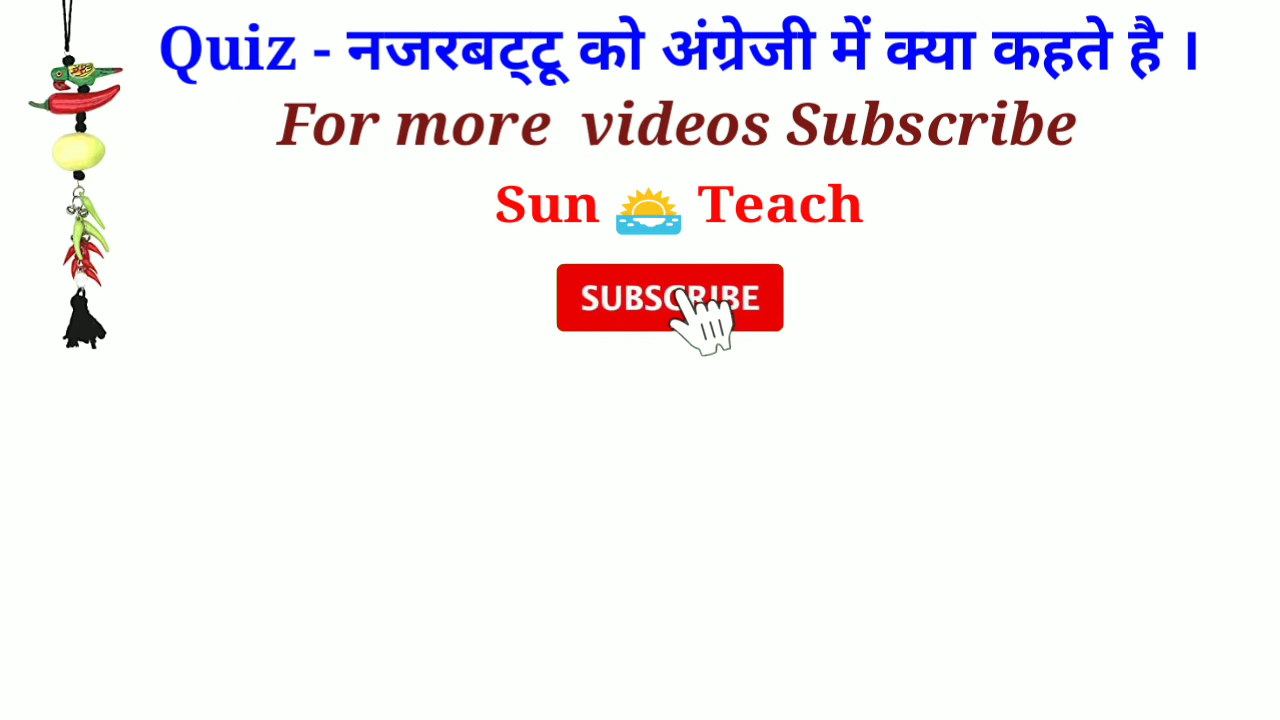 Quiz - नजरबट्टू को अंग्रेजी में क्या कहते है ।
For more videos Subscribe
Sun Teach
SUBSCRIBE